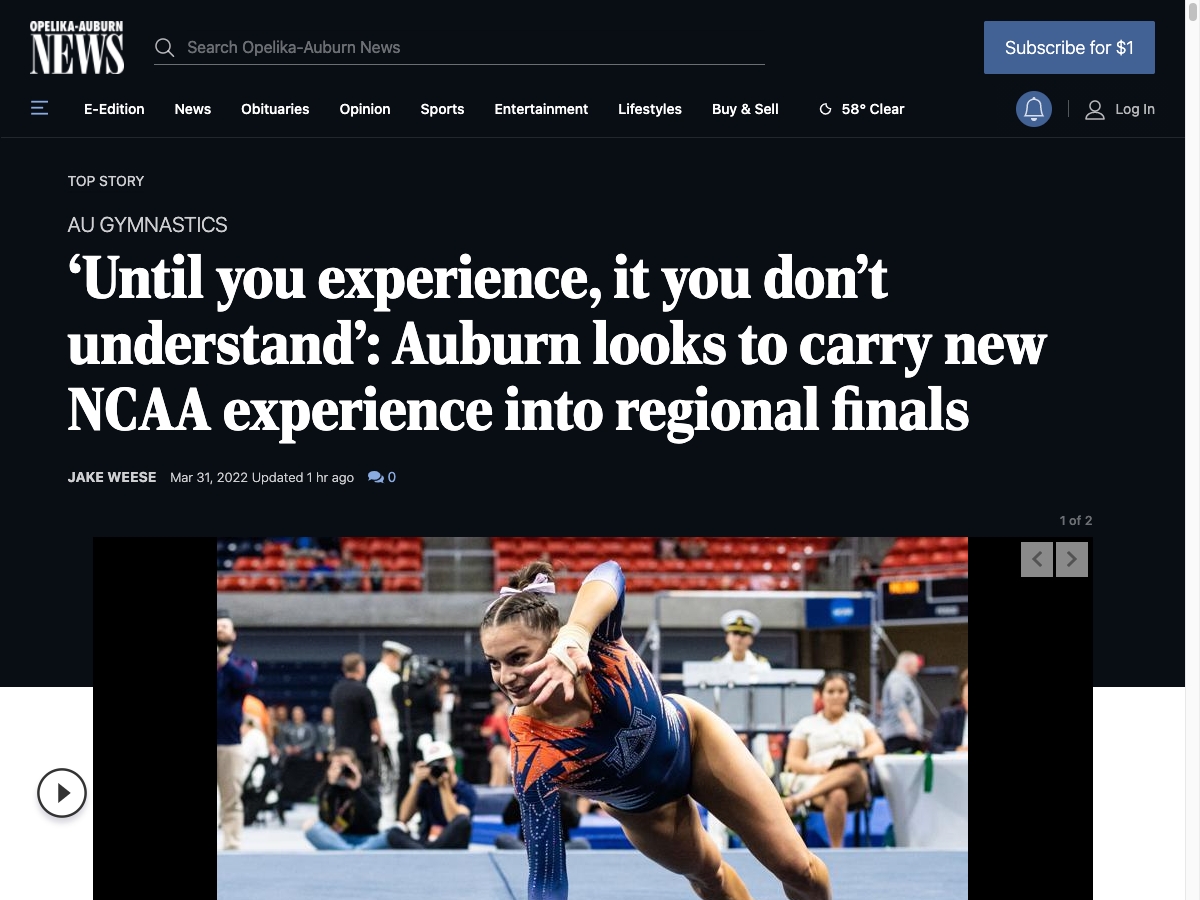 OPELIKA-AUBURN
NEWS
Search Opelika-Auburn News
Subscribe for $1
E-Edition
News
Obituaries
Opinion
Sports
Entertainment
Lifestyles
Buy & Sell
58° Clear
Log In
TOP STORY
AU GYMNASTICS
‘Until you experience, it you don’t
understand’: Auburn looks to carry new
NCAA experience into regional finals
JAKE WEESE Mar 31, 2022 Updated 1 hr ago 0
1 of 2